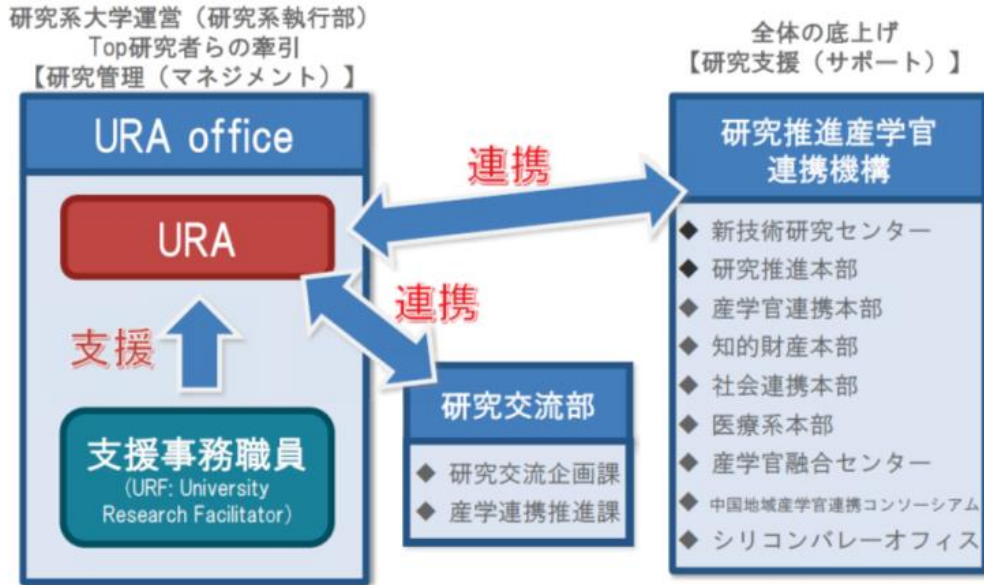 研究系大学運営（研究系執行部）
Top研究者らの牽引
【研究管理（マネジメント）】
URA office
URA
支援
支援事務職員
(URF: University
Research Facilitator)
連携
連携
研究交流部
◆ 研究交流企画課
◆ 産学連携推進課
全体の底上げ
【研究支援（サポート）】
研究推進産学官
連携機構
◆ 新技術研究センター
◆ 研究推進本部
◆ 産学官連携本部
◆ 知的財産本部
◆ 社会連携本部
◆ 医療系本部
◆ 産学官融合センター
◆ 中国地域産学官連携コンソーシアム
◆ シリコンバレーオフィス